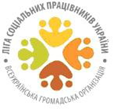 ЛІГА СОЦІАЛЬНИХ ПРАЦІВНИКІВ УКРАЇНИ
ВСЕУКРАЇНСЬКА ГРОМАДСЬКА ОРГАНІЗАЦІЯ